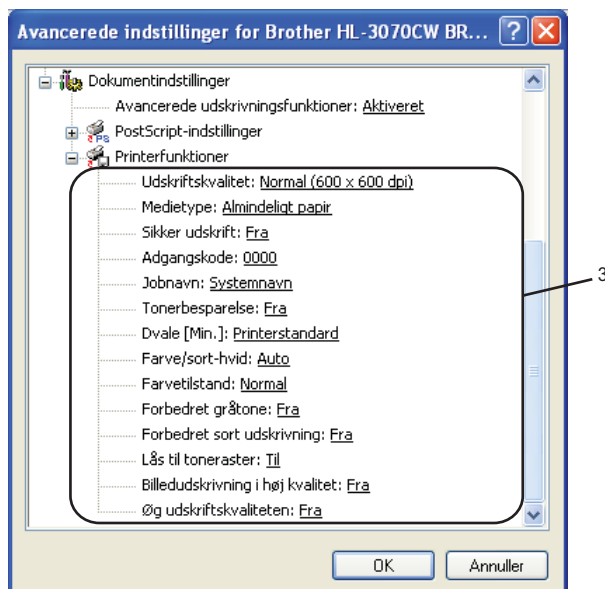 Avancerede indstillinger for Brother HL-3070CW BR...
Dokumentindstillinger
Avancerede udskrivningsfunktioner: Aktiveret
PostScript-indstillinger
Printerfunktioner
Udskriftskvalitet: Normal (600 x 600 dpi)
Medietype: Almindeligt papir
Sikker udskrift: Fra
Adgangskode: 0000
Jobnavn: Systemnavn
Tonerbesparelse: Fra
Dvale [Min.]: Printerstandard
Farve/sort-hvid: Auto
Farvetilstand: Normal
Forbedret gråtone: Fra
Forbedret sort udskrivning: Fra
Lås til toneraster: Til
Billedudskrivning i høj kvalitet: Fra
Øg udskriftskvaliteten: Fra
3
OK
Annuller